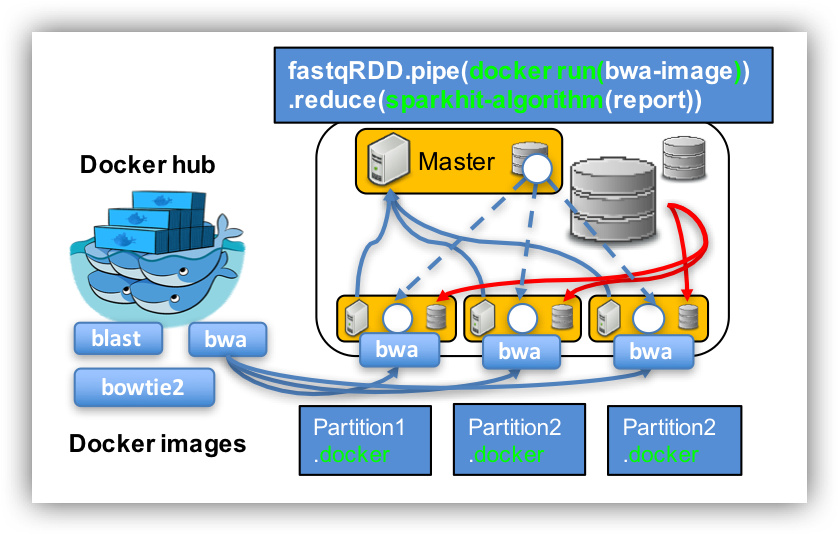 fastqRDD.pipe(docker run(bwa-image))
.reduce(sparkhit-algorithm(report))
Master
Docker hub
blast
bwa
bowtie2
Docker images
bwa
bwa
bwa
Partition1
.docker
Partition2
.docker
Partition2
.docker